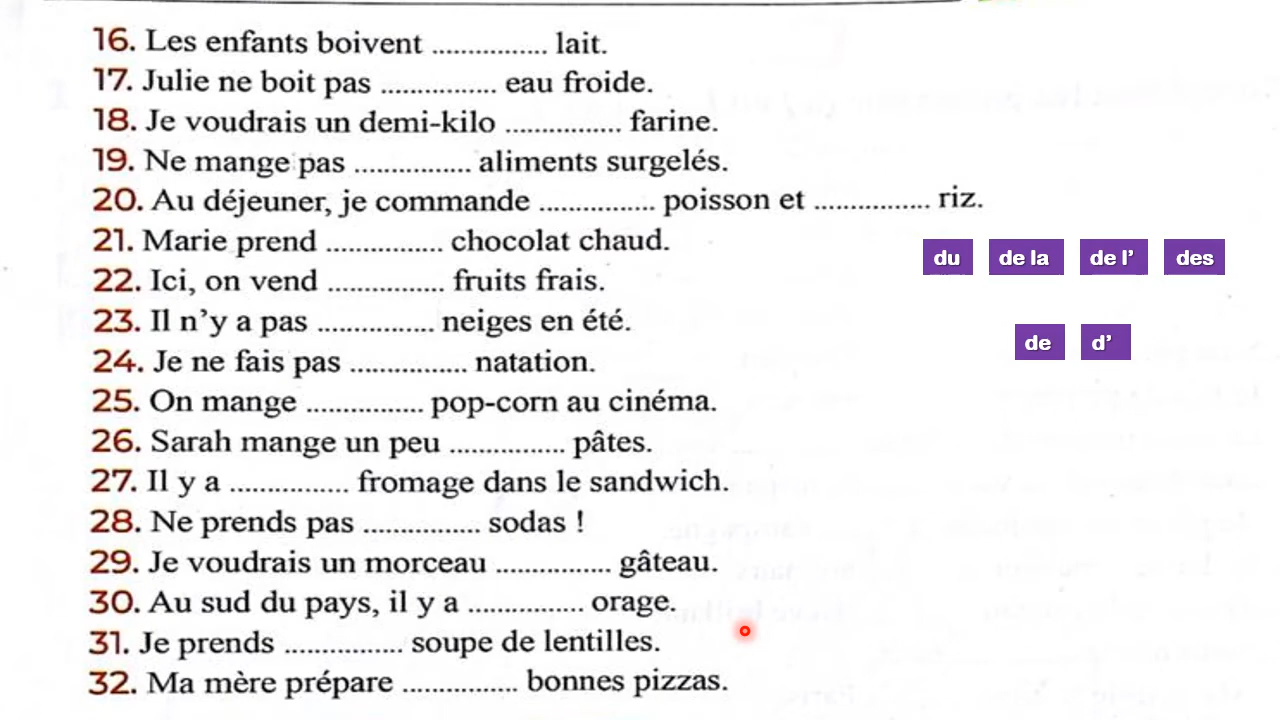 16. Les enfants boivent ................ lait.
17. Julie ne boit pas ................ eau froide.
18. Je voudrais un demi-kilo ................ farine.
19. Ne mange pas ................ aliments surgelés.
20. Au déjeuner, je commande ................ poisson et ................ riz.
21. Marie prend ................ chocolat chaud.
22. Ici, on vend ................ fruits frais.
23. Il n'y a pas ................ neiges en été.
24. Je ne fais pas ................ natation.
25. On mange ................ pop-corn au cinéma.
26. Sarah mange un peu ................ pâtes.
27. Il y a ................ fromage dans le sandwich.
28. Ne prends pas ................ sodas !
29. Je voudrais un morceau ................ gâteau.
30. Au sud du pays, il y a ................ orage.
31. Je prends ................ soupe de lentilles.
32. Ma mère prépare ................ bonnes pizzas.
du de la de l' des
de d'